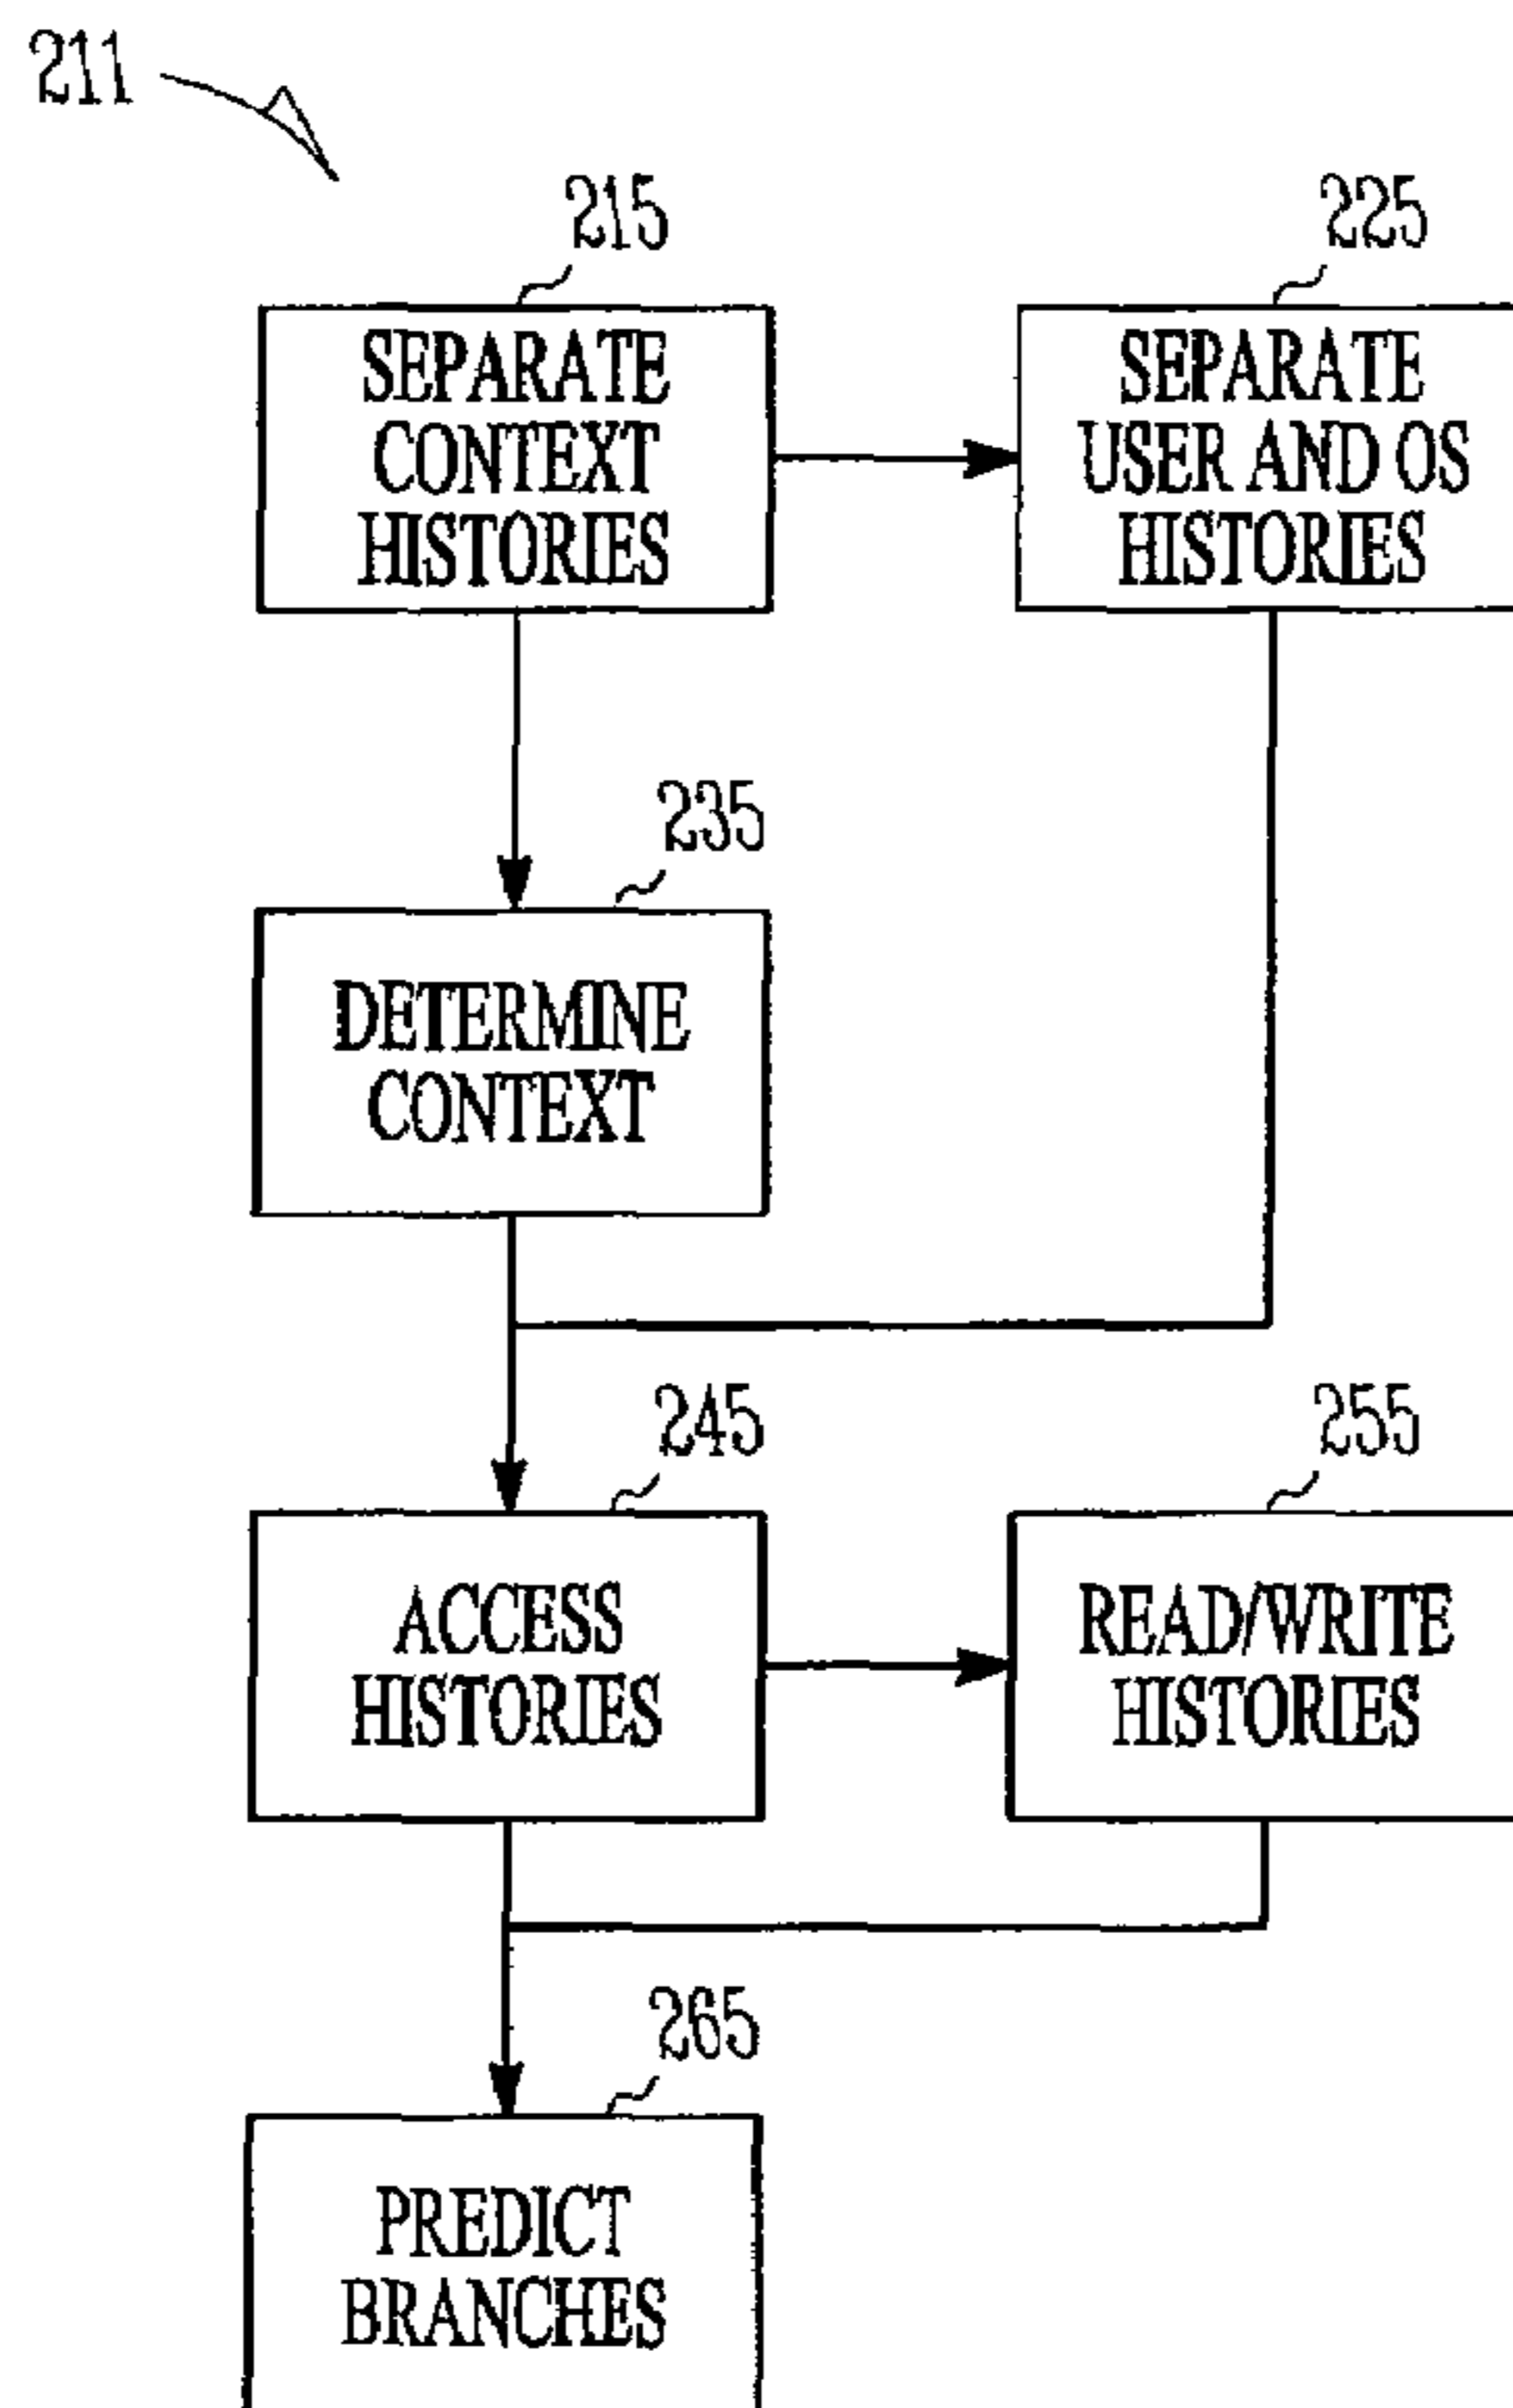 211
215
SEPARATE
CONTEXT
HISTORIES
225
SEPARATE
USER AND OS
HISTORIES
235
DETERMINE
CONTEXT
245
ACCESS
HISTORIES
255
READ/WRITE
HISTORIES
265
PREDICT
BRANCHES